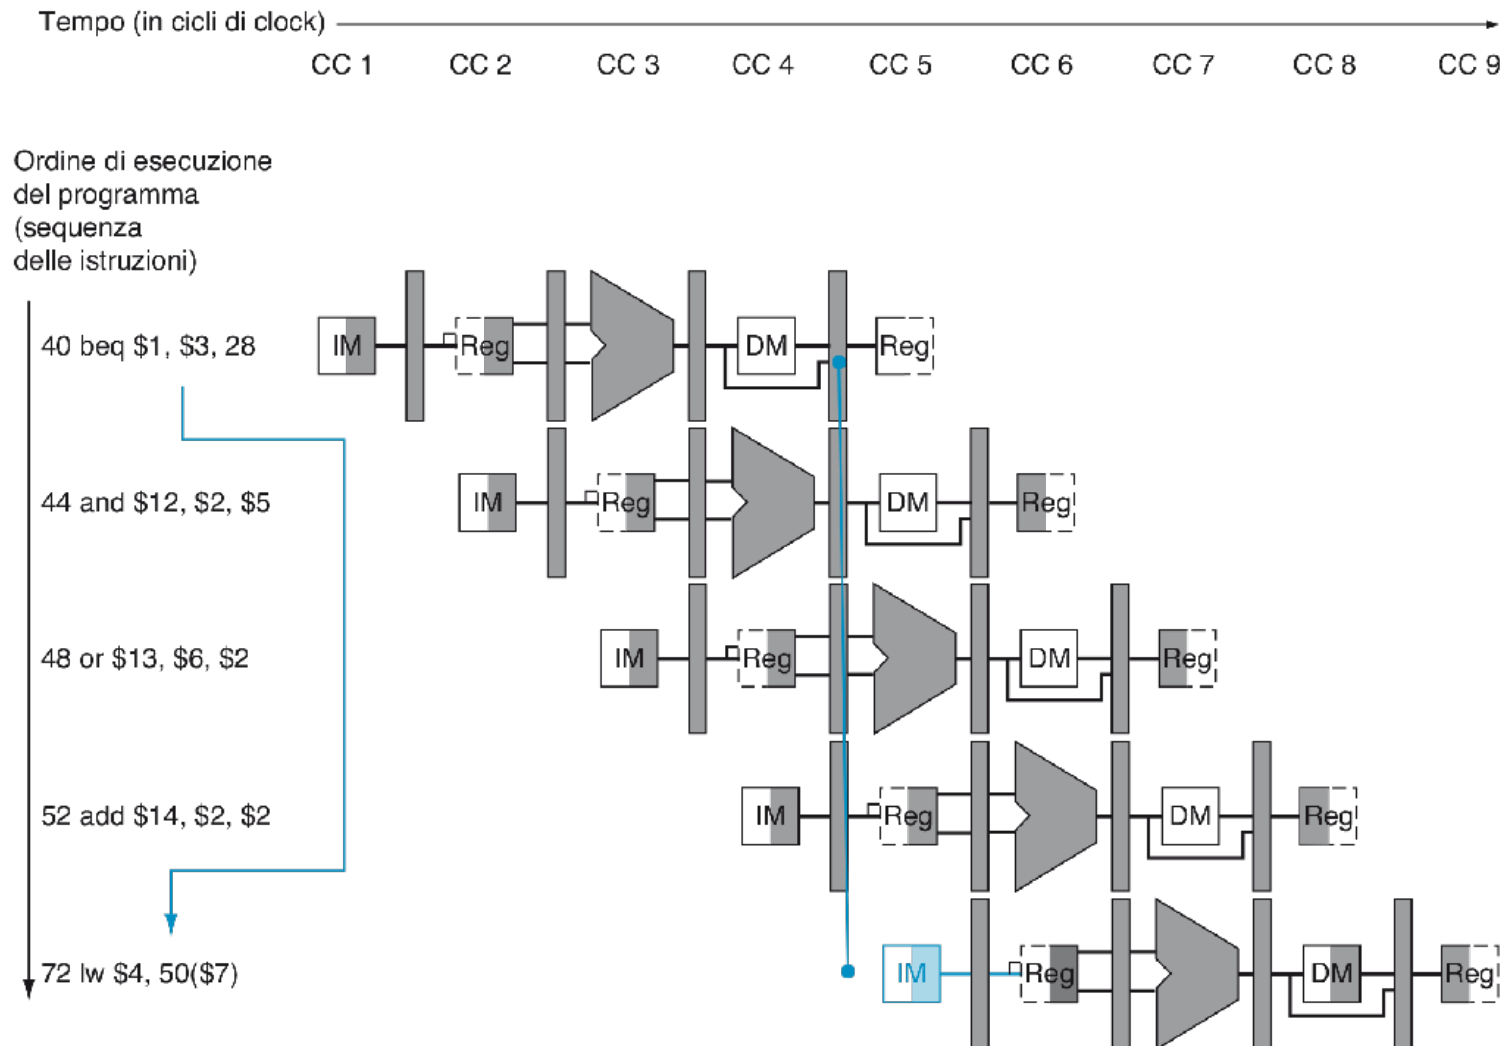 Tempo (in cicli di clock)
CC 1 CC 2 CC 3 CC 4 CC 5 CC 6 CC 7 CC 8 CC 9
Ordine di esecuzione
del programma
(sequenza
delle istruzioni)
40 beq $1, $3, 28 IM Reg DM Reg
44 and $12, $2, $5 IM Reg DM Reg
48 or $13, $6, $2 IM Reg DM Reg
52 add $14, $2, $2 IM Reg DM Reg
72 lw $4, 50($7) IM Reg DM Reg